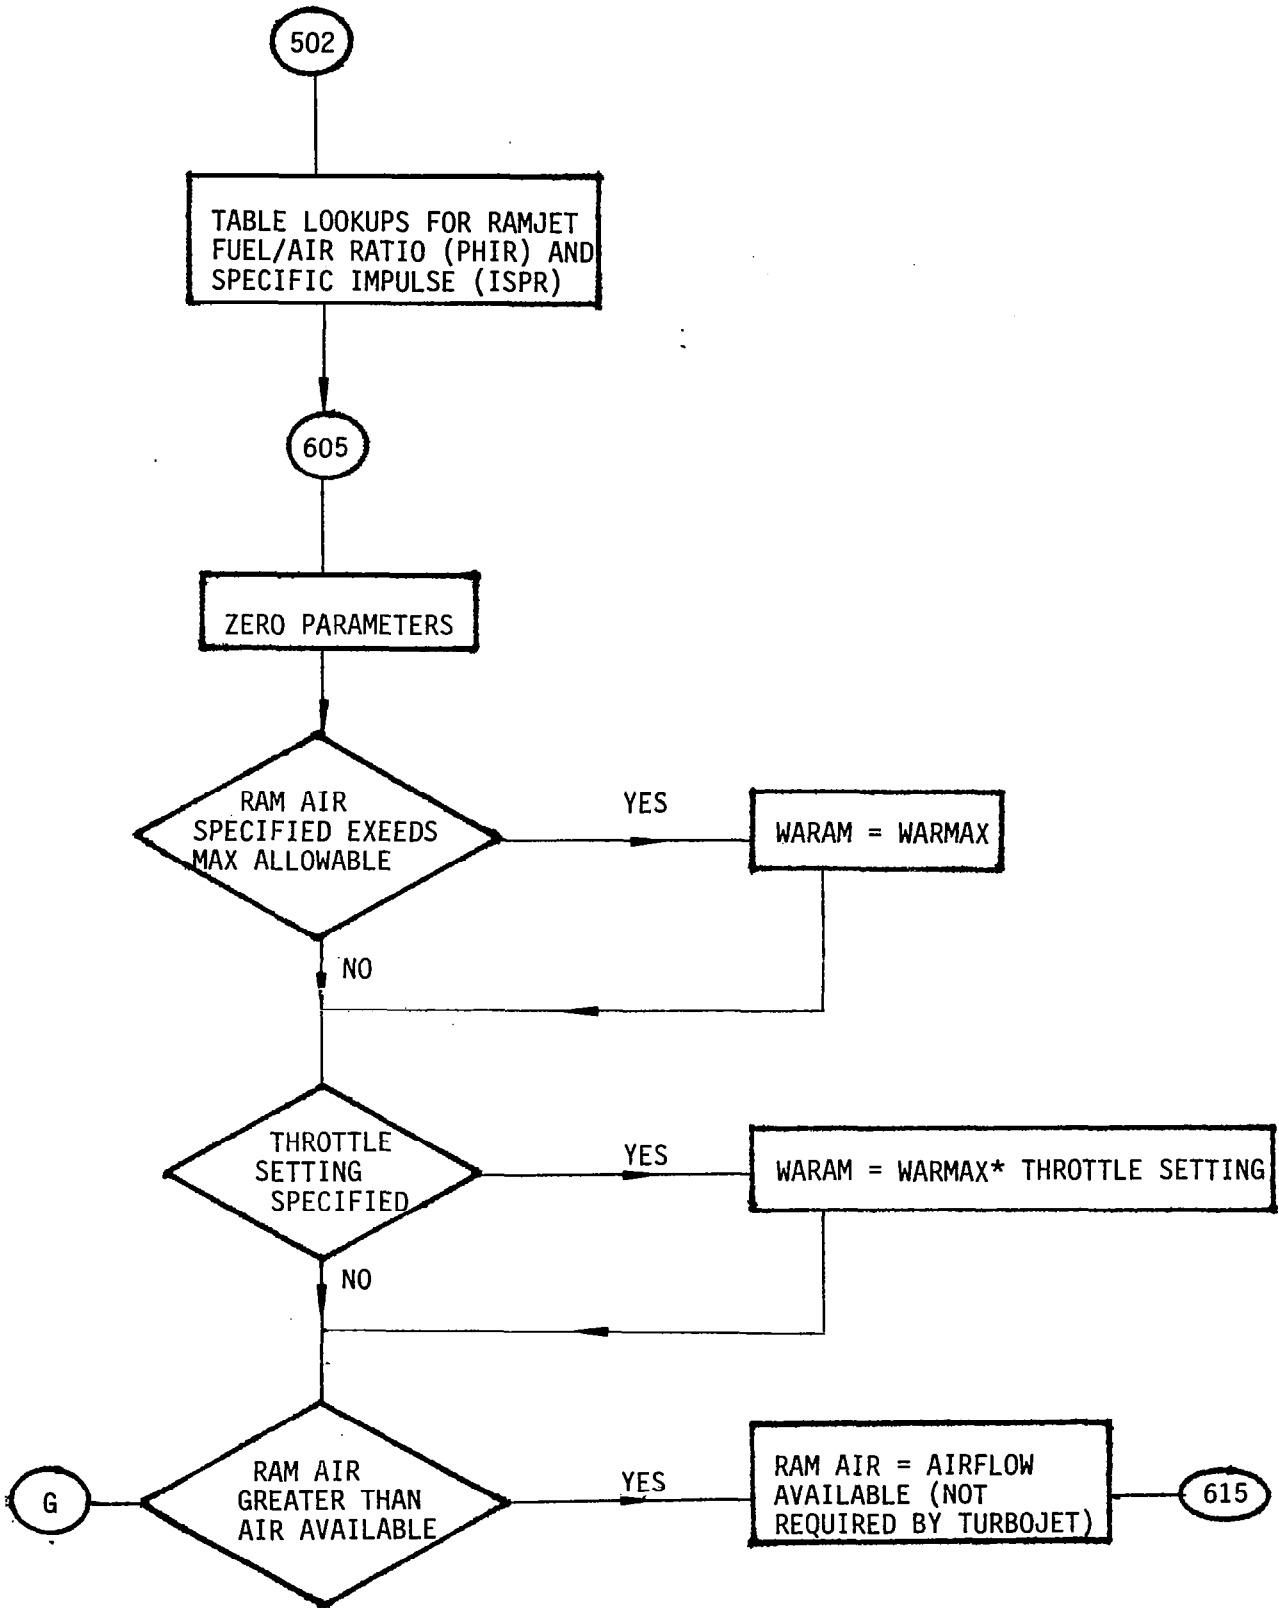 502
TABLE LOOKUPS FOR RAMJET
FUEL/AIR RATIO (PHIR) AND
SPECIFIC IMPULSE (ISPR)
605
ZERO PARAMETERS
RAM AIR
SPECIFIED EXEEDS
MAX ALLOWABLE
YES
WARAM = WARMAX
NO
THROTTLE
SETTING
SPECIFIED
YES
WARAM = WARMAX* THROTTLE SETTING
NO
G
RAM AIR
GREATER THAN
AIR AVAILABLE
YES
RAM AIR = AIRFLOW
AVAILABLE (NOT
REQUIRED BY TURBOJET)
615